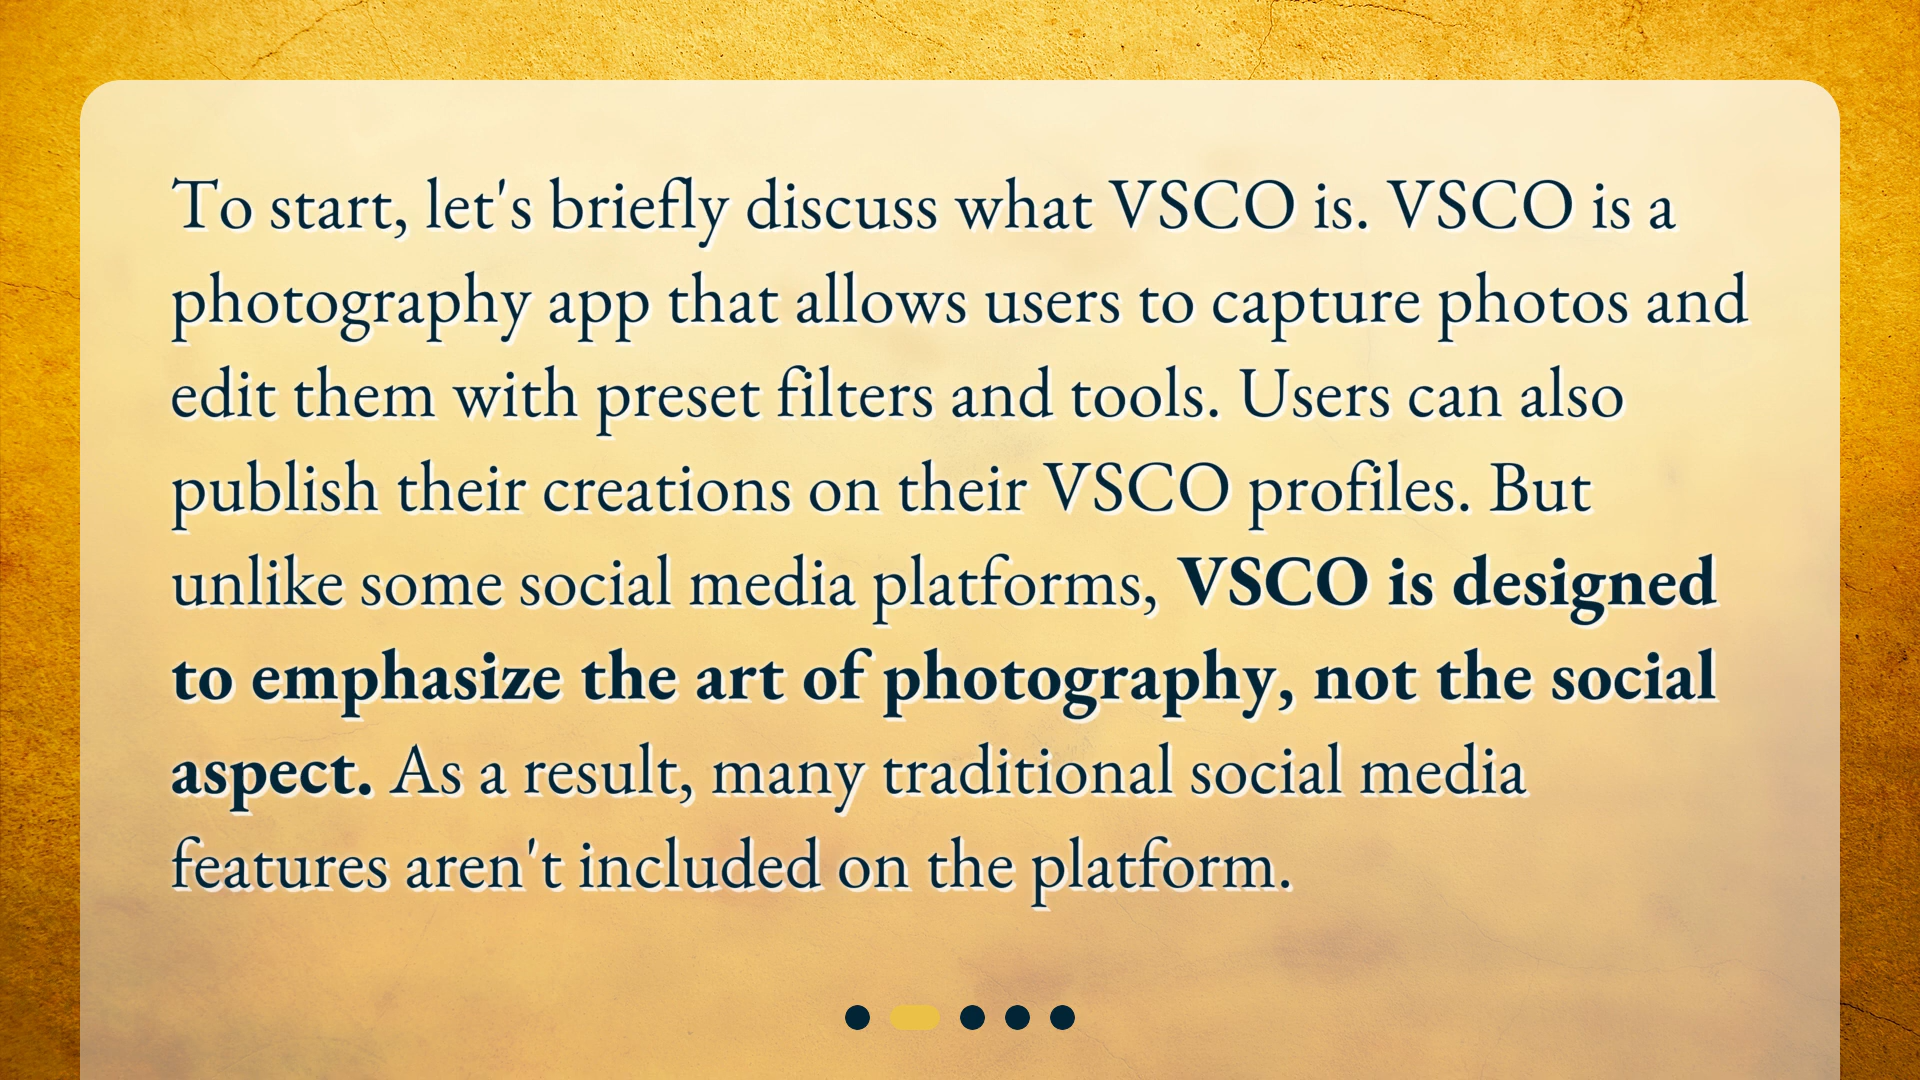 To start, let's briefly discuss what VSCO is. VSCO is a
photography app that allows users to capture photos and
edit them with preset filters and tools. Users can also
publish their creations on their VSCO profiles. But
unlike some social media platforms, VSCO is designed
to emphasize the art of photography, not the social
aspect. As a result, many traditional social media
features aren't included on the platform.